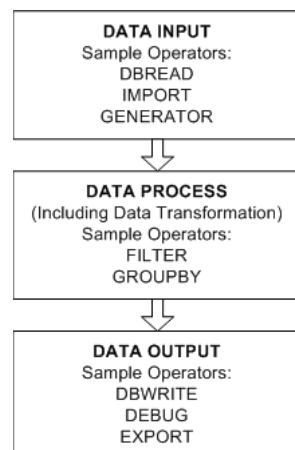 DATA INPUT
Sample Operators:
DBREAD
IMPORT
GENERATOR
DATA PROCESS
(Including Data Transformation)
Sample Operators:
FILTER
GROUPBY
DATA OUTPUT
Sample Operators:
DBWRITE
DEBUG
EXPORT